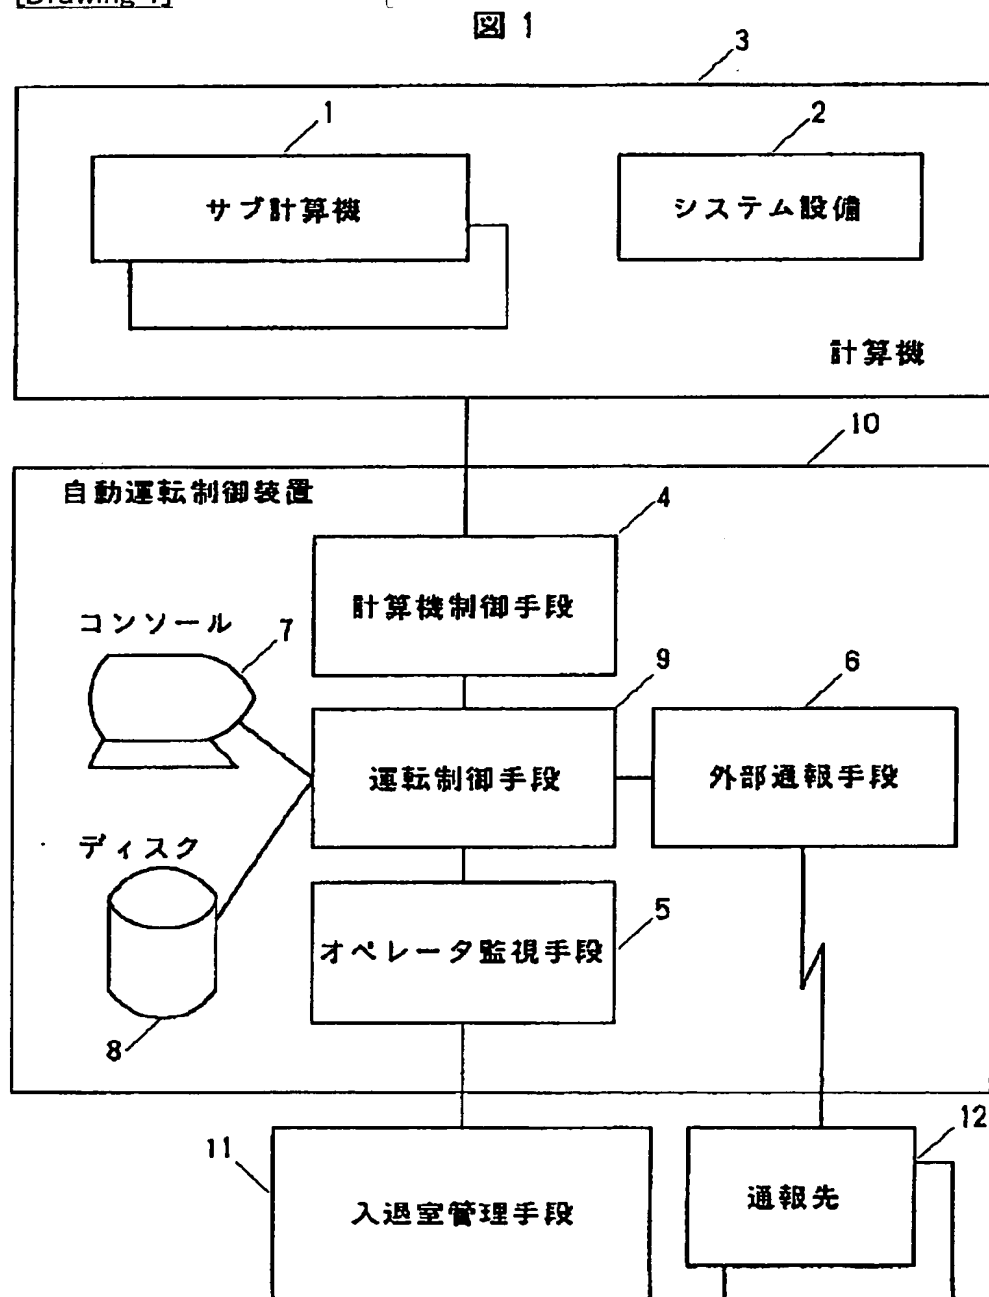 [Drawing 1]
図 1
3
1
2
サブ計算機
システム設備
計算機
10
自動運転制御装置
4
計算機制御手段
コンソール
7
9
6
運転制御手段
外部通報手段
ディスク
5
オペレータ監視手段
8
11
12
入退室管理手段
通報先